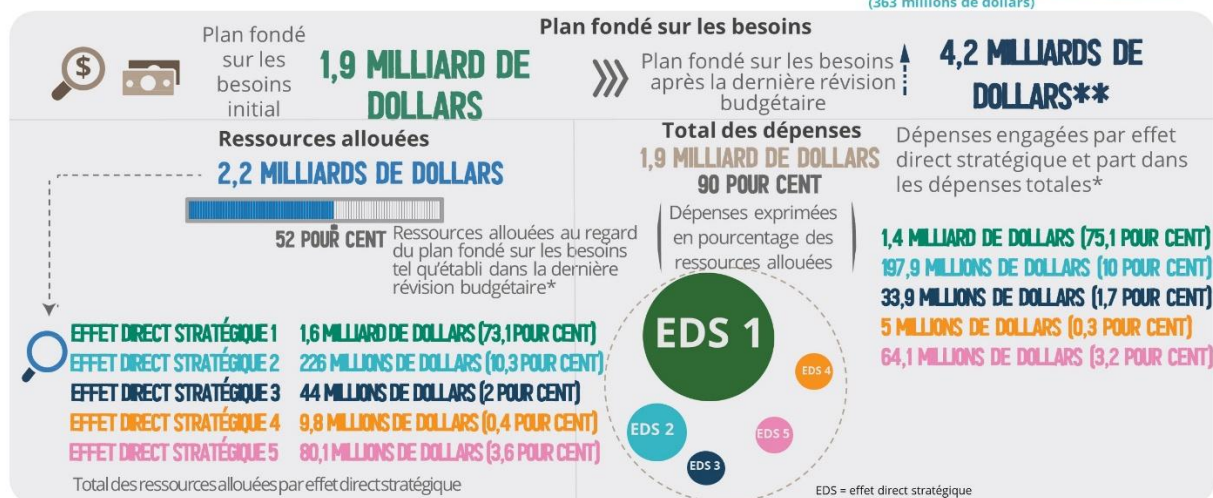 (363 millions de dollars)
Plan fondé sur les besoins
Plan fondé
sur les
besoins
initial
1,9 MILLIARD DE
DOLLARS
Plan fondé sur les besoins
après la dernière révision
budgétaire
4,2 MILLIARDS DE
DOLLARS**
Ressources allouées
2,2 MILLIARDS DE DOLLARS
52 POUR CENT
Ressources allouées au regard
du plan fondé sur les besoins
tel qu'établi dans la dernière
révision budgétaire*
EFFET DIRECT STRATÉGIQUE 1 1,6 MILLIARD DE DOLLARS (73,1 POUR CENT)
EFFET DIRECT STRATÉGIQUE 2 226 MILLIONS DE DOLLARS (10,3 POUR CENT)
EFFET DIRECT STRATÉGIQUE 3 44 MILLIONS DE DOLLARS (2 POUR CENT)
EFFET DIRECT STRATÉGIQUE 4 9,8 MILLIONS DE DOLLARS (0,4 POUR CENT)
EFFET DIRECT STRATÉGIQUE 5 80,1 MILLIONS DE DOLLARS (3,6 POUR CENT)
Total des ressources allouées par effet direct stratégique
Total des dépenses
1,9 MILLIARD DE DOLLARS
90 POUR CENT
Dépenses exprimées
en pourcentage des
ressources allouées
EDS 1
EDS 4
EDS 2
EDS 5
EDS 3
Dépenses engagées par effet
direct stratégique et part dans
les dépenses totales*
1,4 MILLIARD DE DOLLARS (75,1 POUR CENT)
197,9 MILLIONS DE DOLLARS (10 POUR CENT)
33,9 MILLIONS DE DOLLARS (1,7 POUR CENT)
5 MILLIONS DE DOLLARS (0,3 POUR CENT)
64,1 MILLIONS DE DOLLARS (3,2 POUR CENT)
EDS = effet direct stratégique